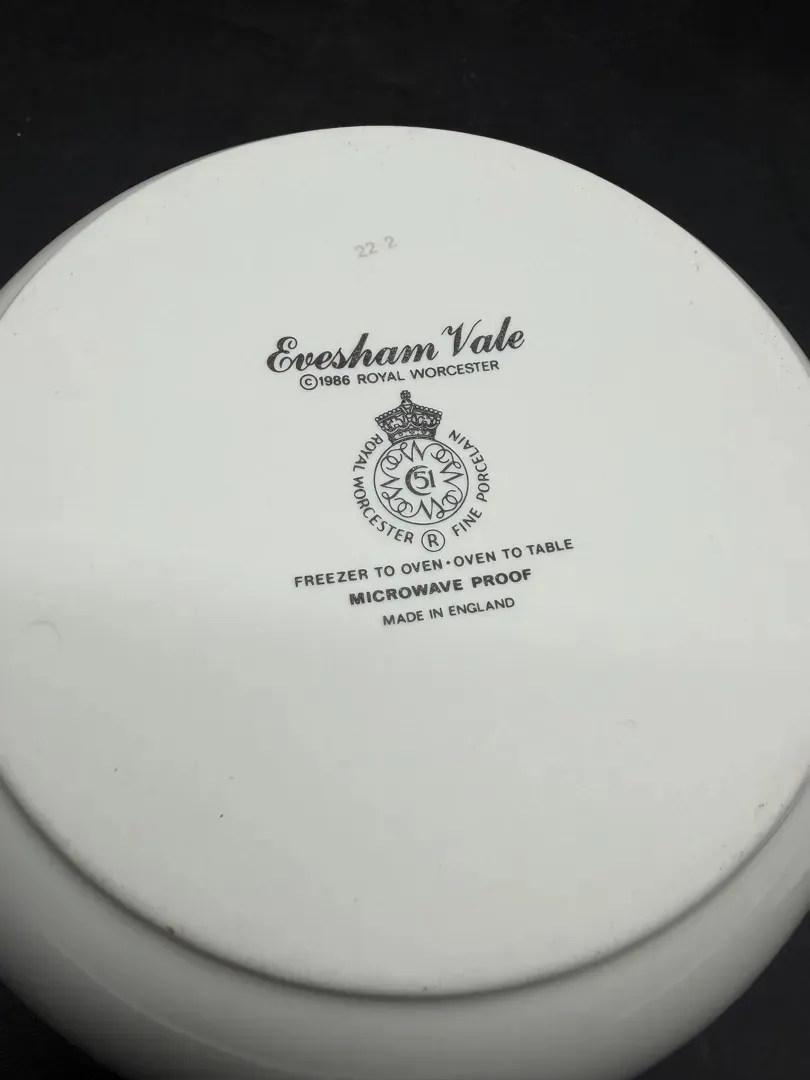 22 2
Evesham Vale
©1986 ROYAL WORCESTER
ROYAL WORCESTER ® FINE PORCELAIN
C51
FREEZER TO OVEN·OVEN TO TABLE
MICROWAVE PROOF
MADE IN ENGLAND